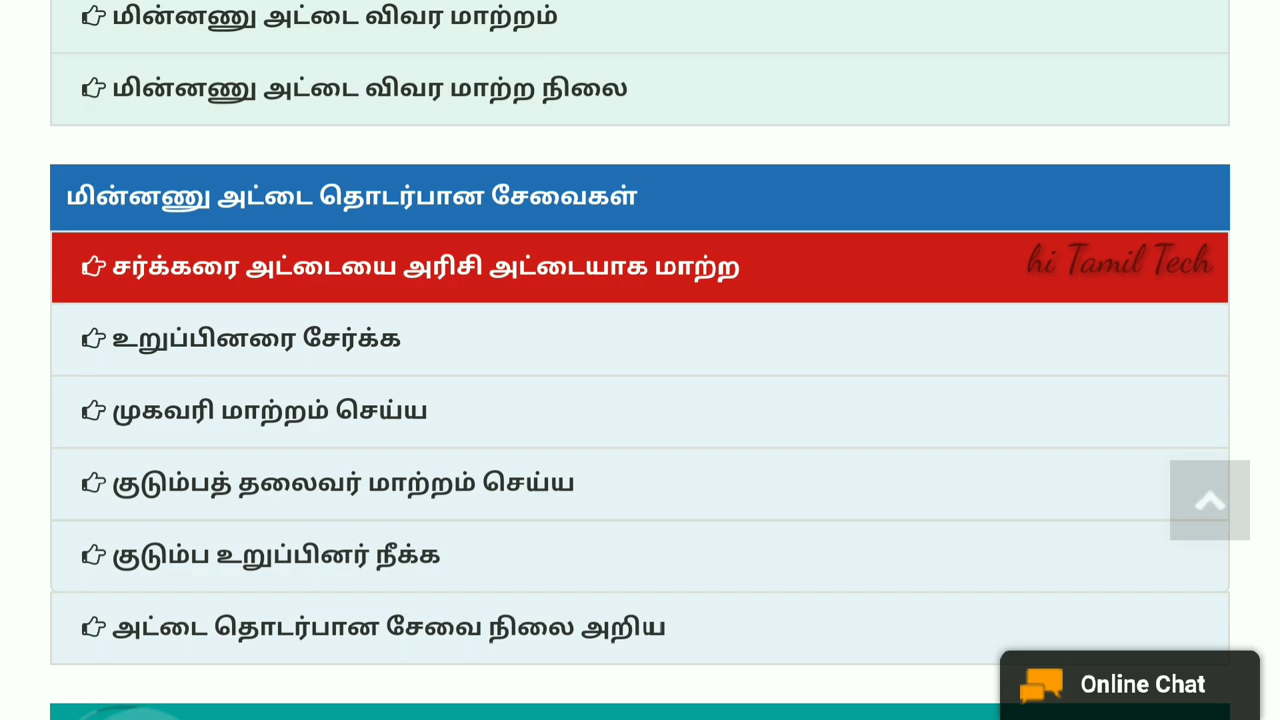 மின்னணு அட்டை விவர மாற்றம்
மின்னணு அட்டை விவர மாற்ற நிலை
மின்னணு அட்டை தொடர்பான சேவைகள்
சர்க்கரை அட்டையை அரிசி அட்டையாக மாற்ற
hi Tamil Tech
உறுப்பினரை சேர்க்க
முகவரி மாற்றம் செய்ய
குடும்பத் தலைவர் மாற்றம் செய்ய
குடும்ப உறுப்பினர் நீக்க
அட்டை தொடர்பான சேவை நிலை அறிய
Online Chat